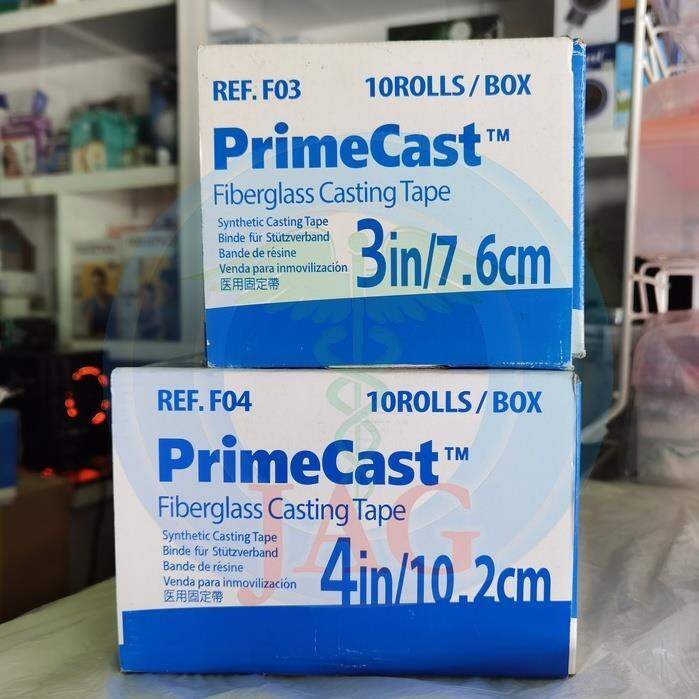 REF. F03 10ROLLS / BOX
PrimeCast™
Fiberglass Casting Tape
Synthetic Casting Tape
Binde für Stützverband
Bande de résine
Venda para inmovilización
医用固定帶
3in/7.6cm
REF. F04 10ROLLS / BOX
PrimeCast™
Fiberglass Casting Tape
Synthetic Casting Tape
Binde für Stützverband
Bande de résine
Venda para inmovilización
医用固定帶
4in/10.2cm
JAG